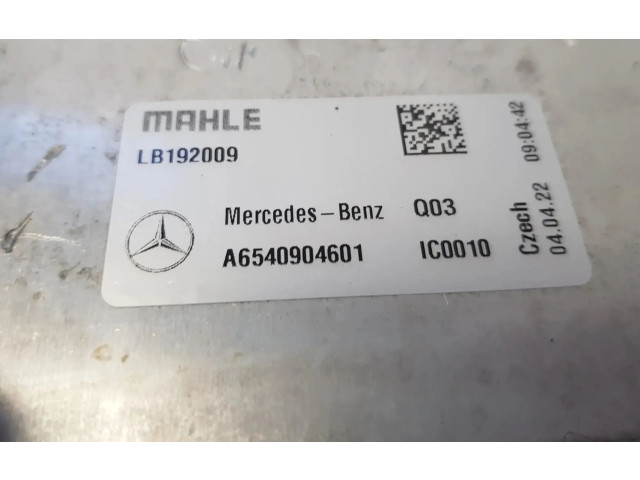 MAHLE
LB192009
Mercedes-Benz Q03
A6540904601 IC0010
Czech
04.04.22 09:04:42